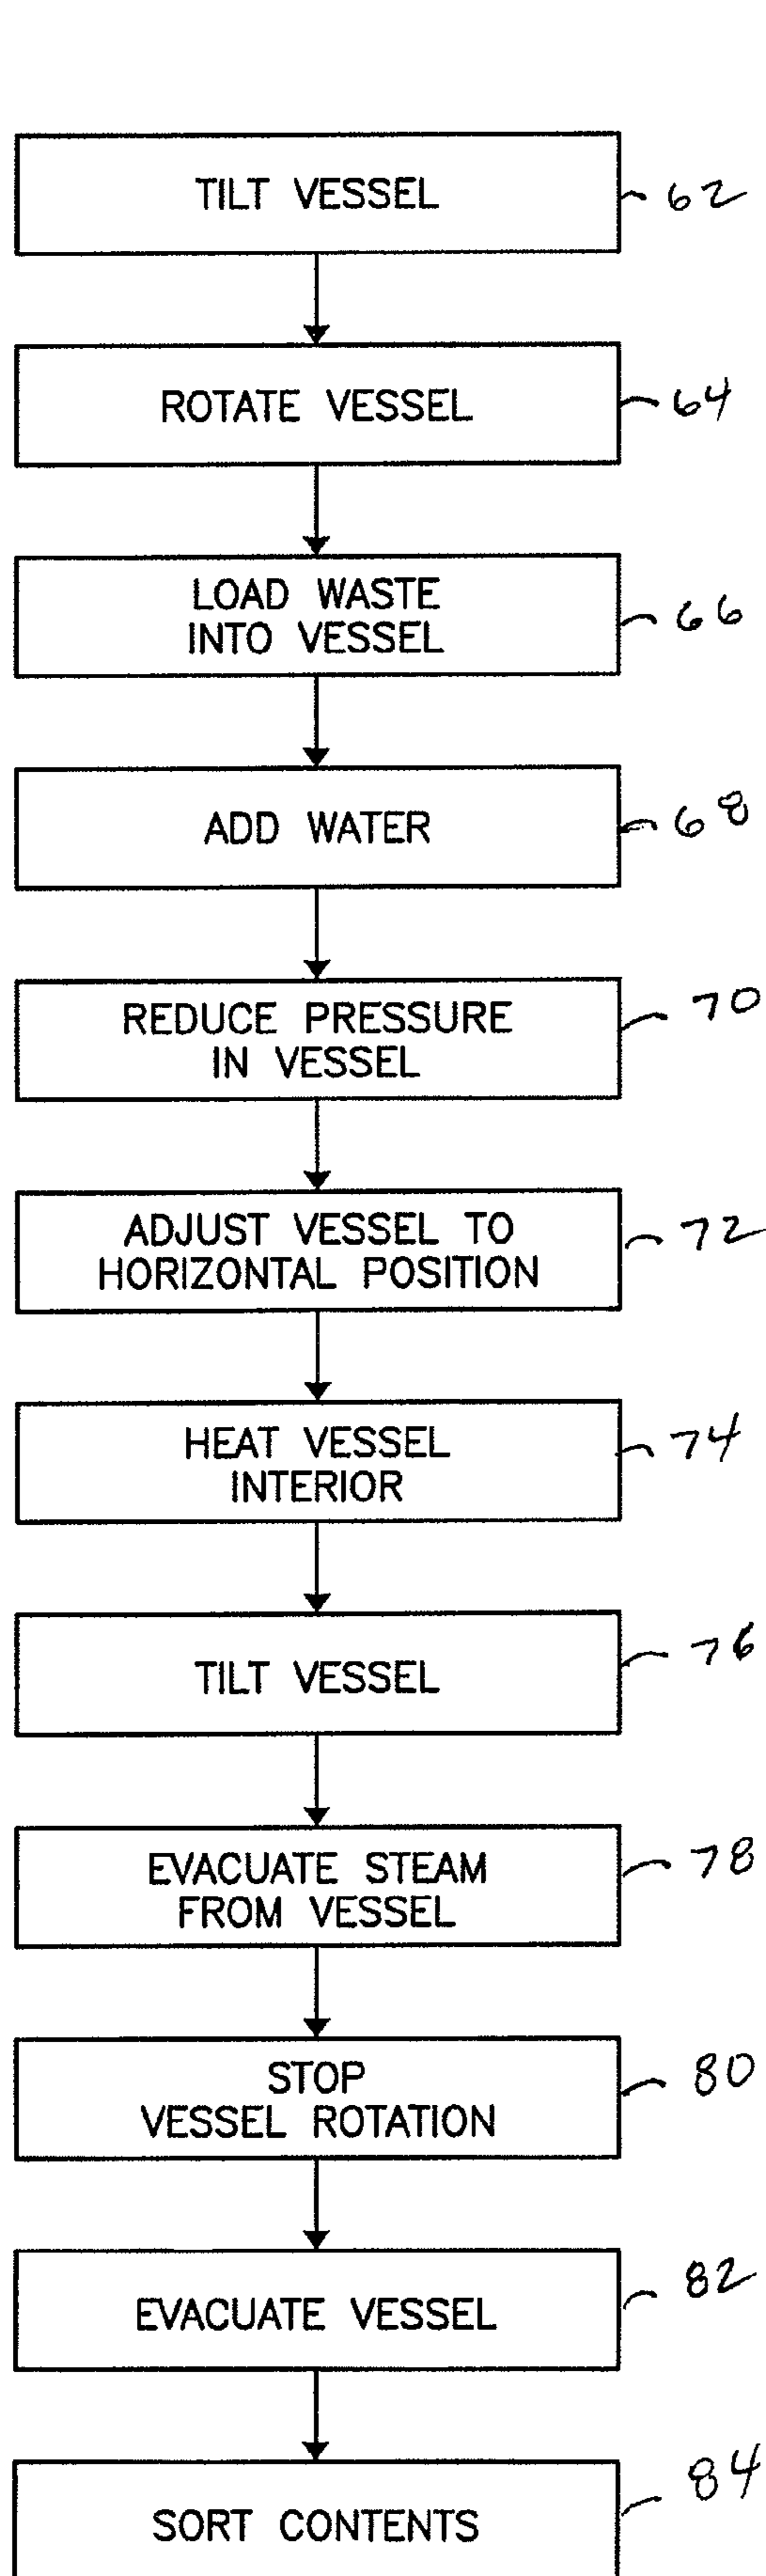 TILT VESSEL
62
ROTATE VESSEL
64
LOAD WASTE
INTO VESSEL
66
ADD WATER
68
REDUCE PRESSURE
IN VESSEL
70
ADJUST VESSEL TO
HORIZONTAL POSITION
72
HEAT VESSEL
INTERIOR
74
TILT VESSEL
76
EVACUATE STEAM
FROM VESSEL
78
STOP
VESSEL ROTATION
80
EVACUATE VESSEL
82
SORT CONTENTS
84